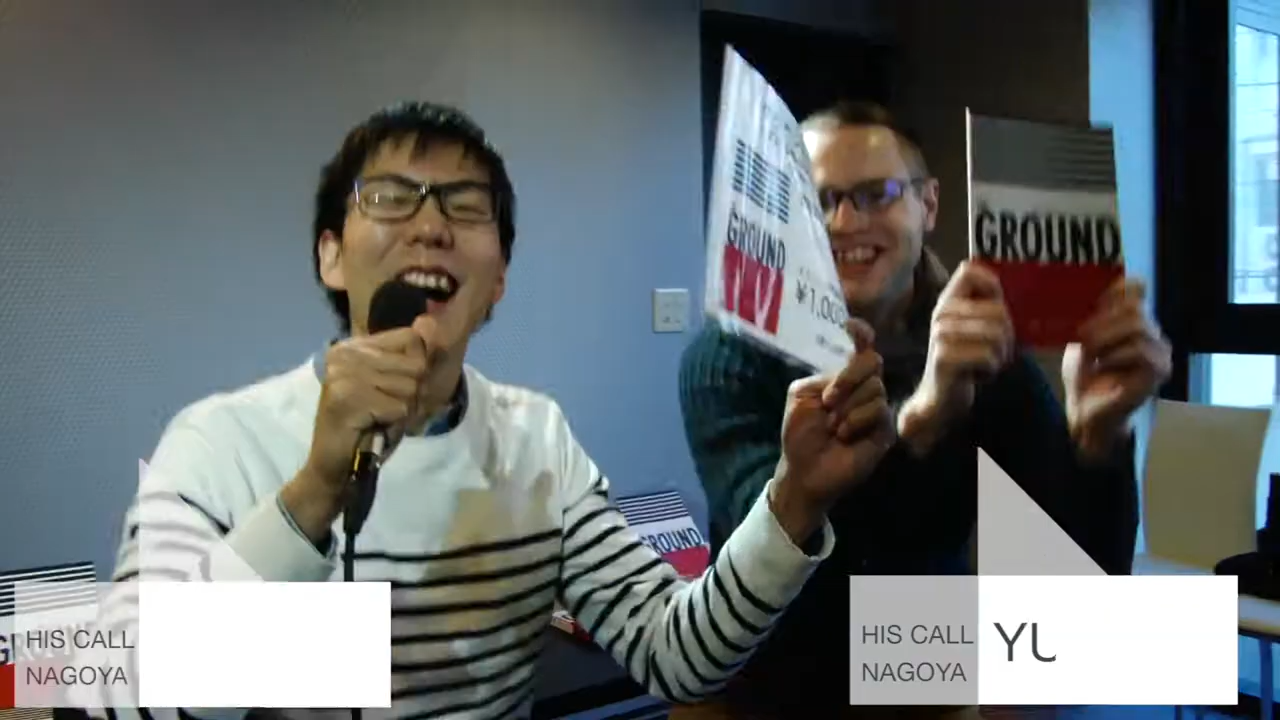 GROUND
¥1,000
GROUND
GROUND
HIS CALL
NAGOYA
HIS CALL
NAGOYA
YU